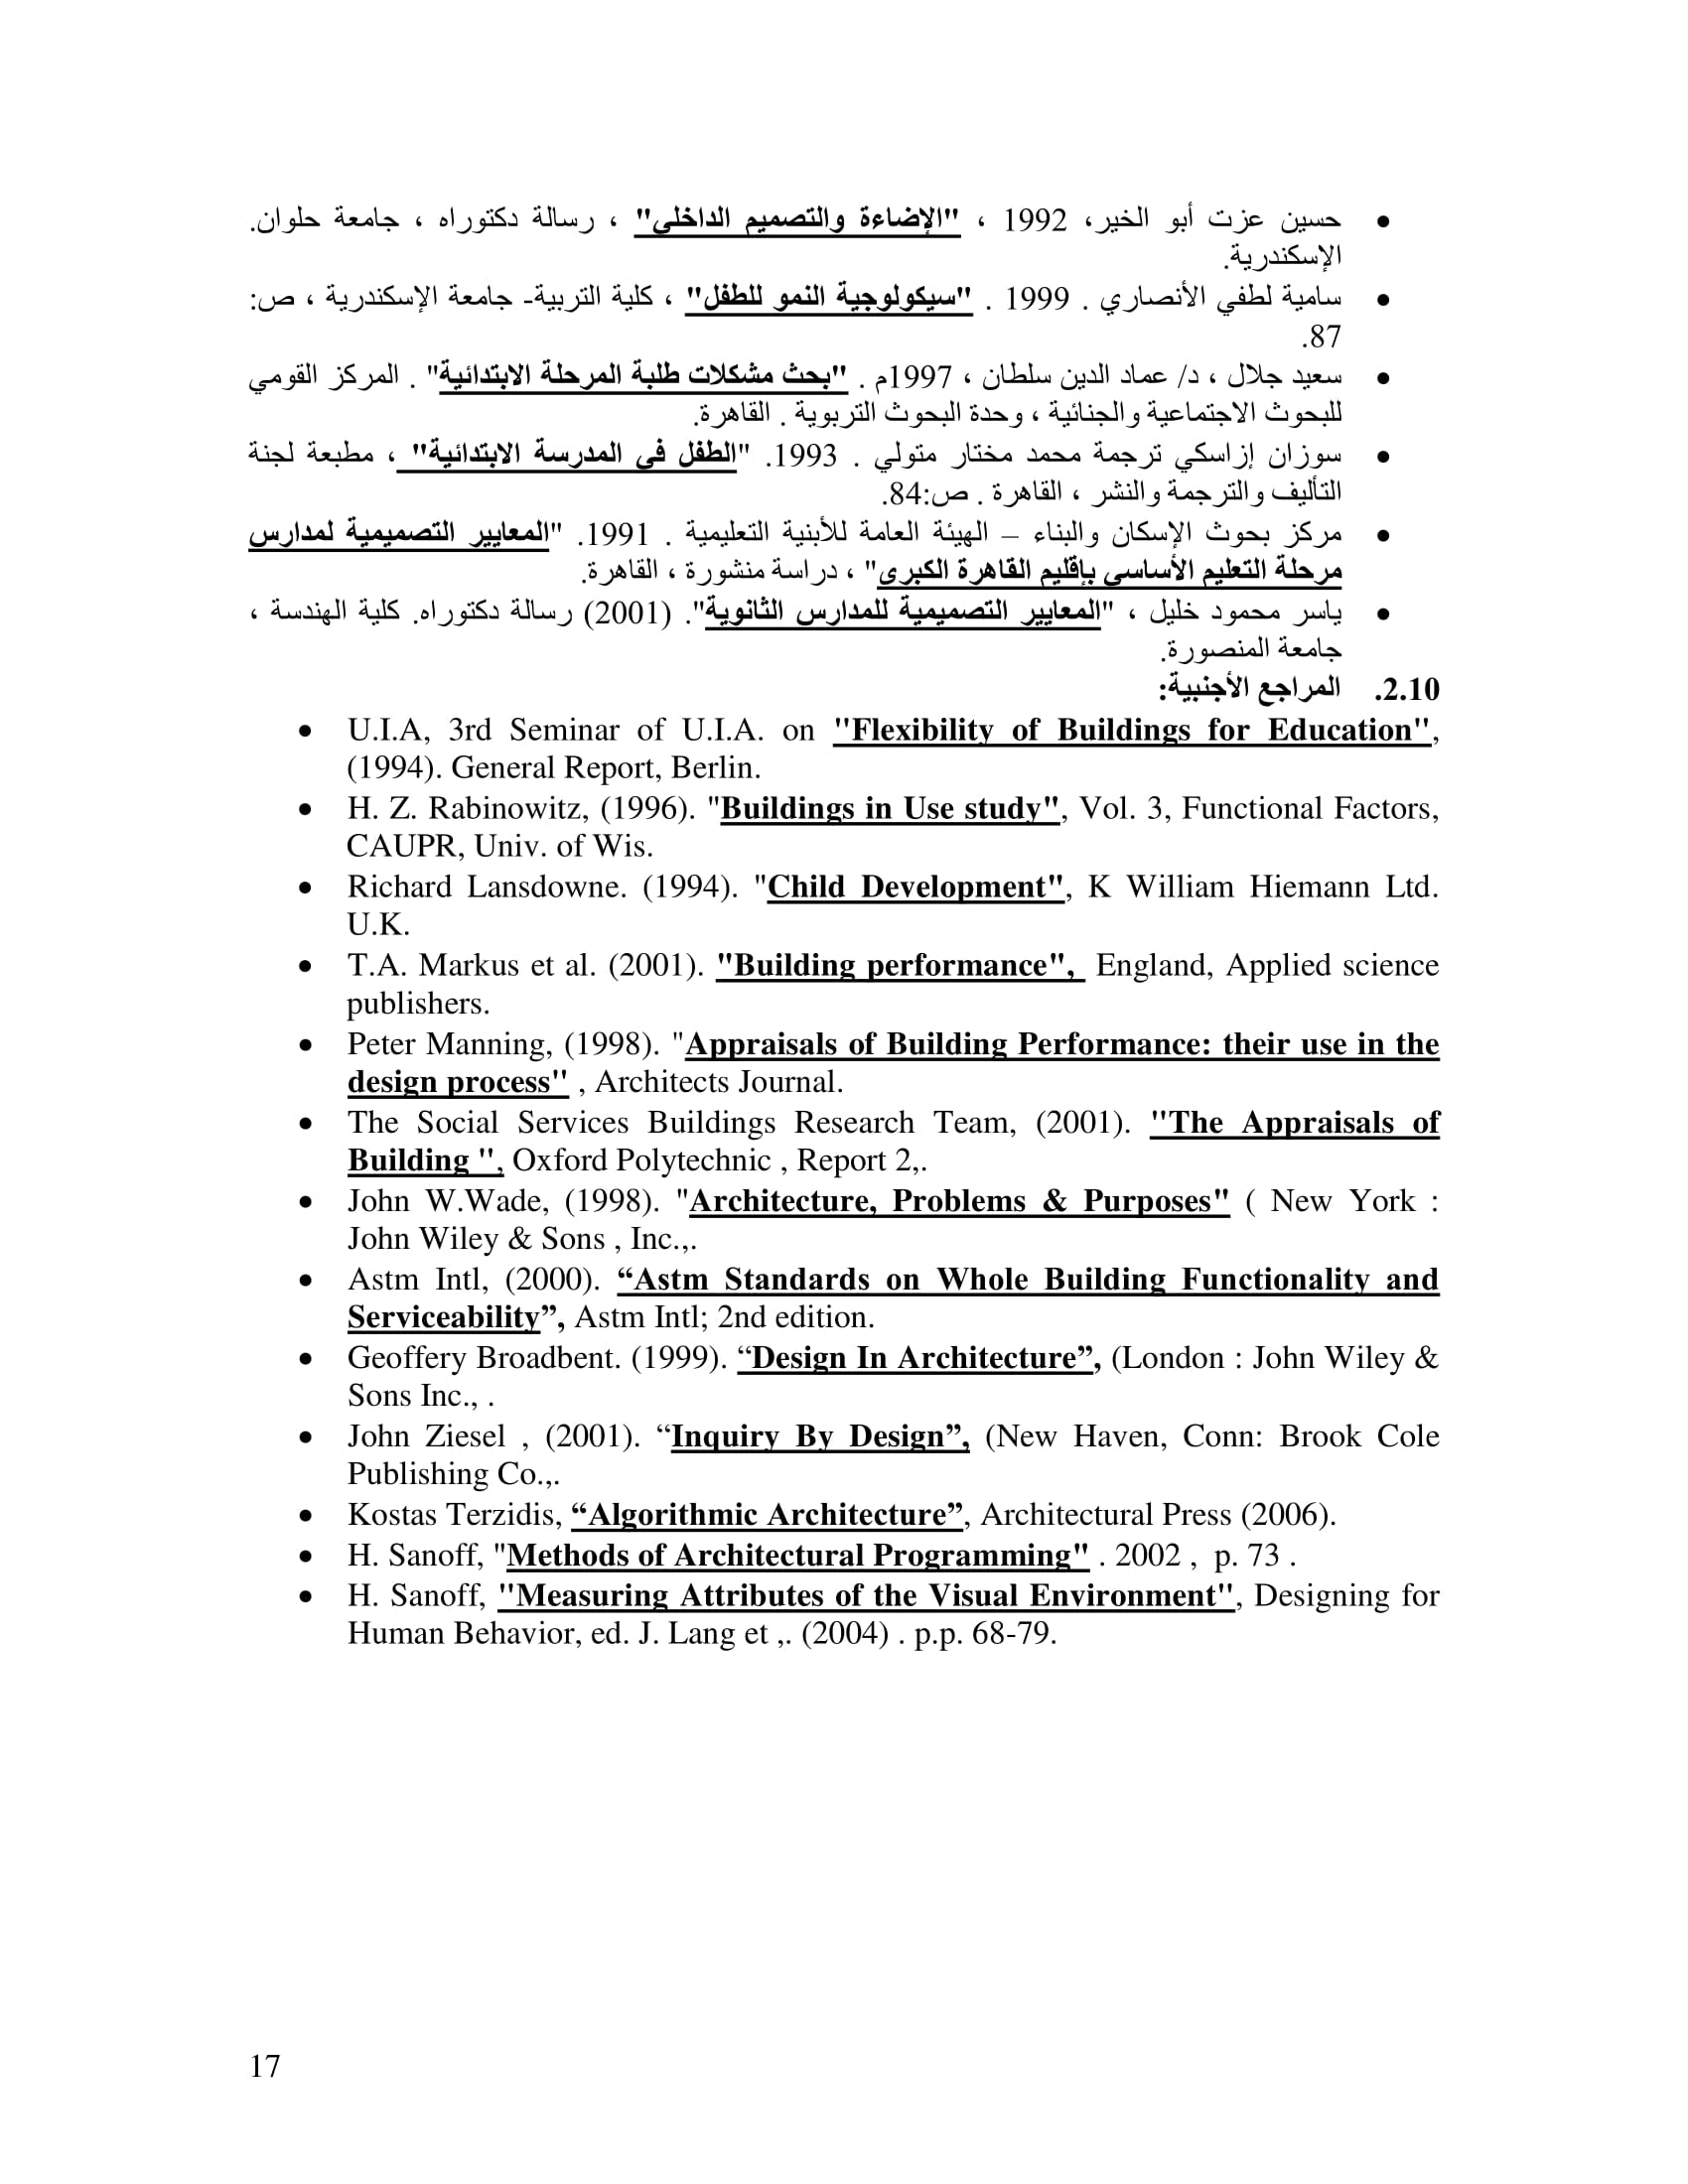 • حسين عزت أبو الخير، 1992 ، "الإضاءة والتصميم الداخلي" ، رسالة دكتوراه ، جامعة حلوان.
الإسكندرية.
• سامية لطفي الأنصاري . 1999 . "سيكولوجية النمو للطفل" ، كلية التربية- جامعة الإسكندرية ، ص:
87.
• سعيد جلال ، د/ عماد الدين سلطان ، 1997م . "بحث مشكلات طلبة المرحلة الابتدائية" . المركز القومي
للبحوث الاجتماعية والجنائية ، وحدة البحوث التربوية . القاهرة.
• سوزان إزاسكي ترجمة محمد مختار متولي . 1993. "الطفل في المدرسة الابتدائية" ، مطبعة لجنة
التأليف والترجمة والنشر ، القاهرة . ص:84.
• مركز بحوث الإسكان والبناء – الهيئة العامة للأبنية التعليمية . 1991. "المعايير التصميمية لمدارس
مرحلة التعليم الأساسي بإقليم القاهرة الكبرى" ، دراسة منشورة ، القاهرة.
• ياسر محمود خليل ، "المعايير التصميمية للمدارس الثانوية". (2001) رسالة دكتوراه. كلية الهندسة ،
جامعة المنصورة.
2.10. المراجع الأجنبية:
• U.I.A, 3rd Seminar of U.I.A. on "Flexibility of Buildings for Education",
(1994). General Report, Berlin.
• H. Z. Rabinowitz, (1996). "Buildings in Use study", Vol. 3, Functional Factors,
CAUPR, Univ. of Wis.
• Richard Lansdowne. (1994). "Child Development", K William Hiemann Ltd.
U.K.
• T.A. Markus et al. (2001). "Building performance", England, Applied science
publishers.
• Peter Manning, (1998). "Appraisals of Building Performance: their use in the
design process" , Architects Journal.
• The Social Services Buildings Research Team, (2001). "The Appraisals of
Building ", Oxford Polytechnic , Report 2,.
• John W.Wade, (1998). "Architecture, Problems & Purposes" ( New York :
John Wiley & Sons , Inc.,.
• Astm Intl, (2000). “Astm Standards on Whole Building Functionality and
Serviceability”, Astm Intl; 2nd edition.
• Geoffery Broadbent. (1999). “Design In Architecture”, (London : John Wiley &
Sons Inc., .
• John Ziesel , (2001). “Inquiry By Design”, (New Haven, Conn: Brook Cole
Publishing Co.,.
• Kostas Terzidis, “Algorithmic Architecture”, Architectural Press (2006).
• H. Sanoff, "Methods of Architectural Programming" . 2002 , p. 73 .
• H. Sanoff, "Measuring Attributes of the Visual Environment", Designing for
Human Behavior, ed. J. Lang et ,. (2004) . p.p. 68-79.
17